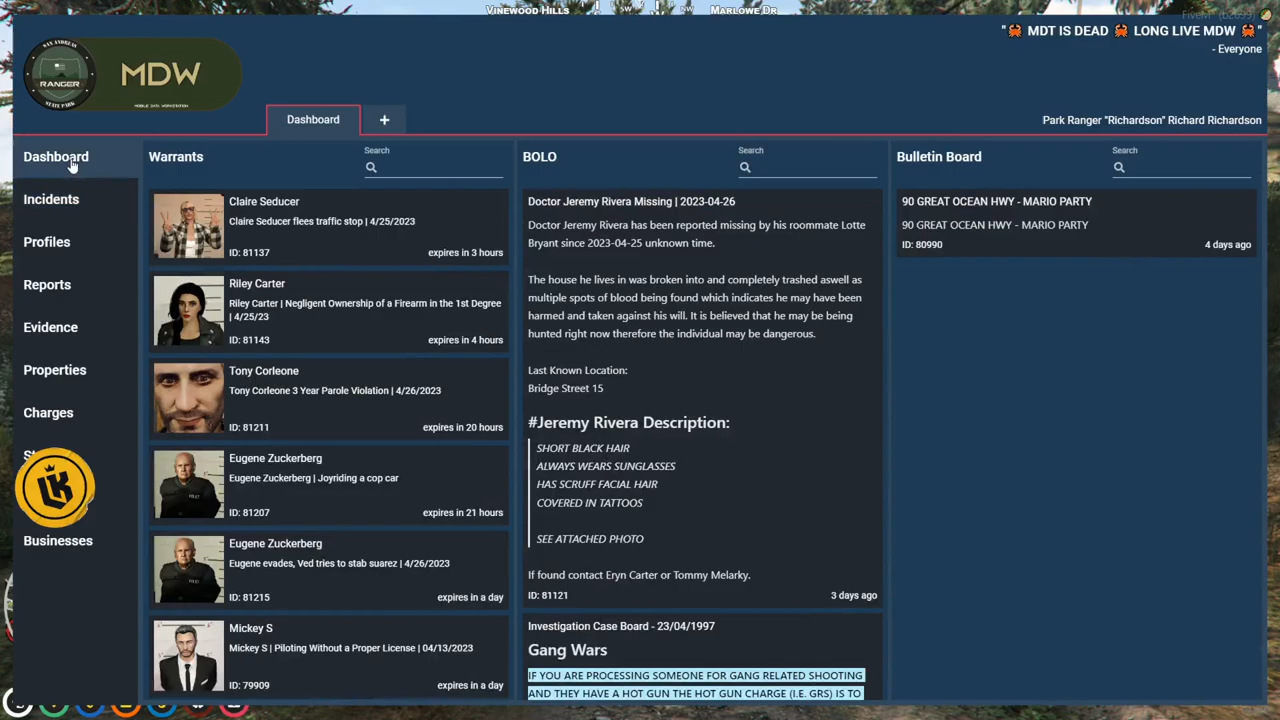 VINEWOOD HILLS
SW
W
NW
MARLOWE DR
" MDT IS DEAD LONG LIVE MDW "
- Everyone
SAN ANDREAS
RANGER
STATE PARK
MDW
MOBILE DATA WORKSTATION
Dashboard
+
Park Ranger "Richardson" Richard Richardson
Dashboard
Incidents
Profiles
Reports
Evidence
Properties
Charges
LK
Businesses
Warrants
Search
Claire Seducer
Claire Seducer flees traffic stop | 4/25/2023
ID: 81137 expires in 3 hours
Riley Carter
Riley Carter | Negligent Ownership of a Firearm in the 1st Degree
| 4/25/23
ID: 81143 expires in 4 hours
Tony Corleone
Tony Corleone 3 Year Parole Violation | 4/26/2023
ID: 81211 expires in 20 hours
Eugene Zuckerberg
Eugene Zuckerberg | Joyriding a cop car
ID: 81207 expires in 21 hours
Eugene Zuckerberg
Eugene evades, Ved tries to stab suarez | 4/26/2023
ID: 81215 expires in a day
Mickey S
Mickey S | Piloting Without a Proper License | 04/13/2023
ID: 79909 expires in a day
BOLO
Search
Doctor Jeremy Rivera Missing | 2023-04-26
Doctor Jeremy Rivera has been reported missing by his roommate Lotte
Bryant since 2023-04-25 unknown time.
The house he lives in was broken into and completely trashed aswell as
multiple spots of blood being found which indicates he may have been
harmed and taken against his will. It is believed that he may be being
hunted right now therefore the individual may be dangerous.
Last Known Location:
Bridge Street 15
#Jeremy Rivera Description:
SHORT BLACK HAIR
ALWAYS WEARS SUNGLASSES
HAS SCRUFF FACIAL HAIR
COVERED IN TATTOOS
SEE ATTACHED PHOTO
If found contact Eryn Carter or Tommy Melarky.
ID: 81121 3 days ago
Investigation Case Board - 23/04/1997
Gang Wars
IF YOU ARE PROCESSING SOMEONE FOR GANG RELATED SHOOTING
AND THEY HAVE A HOT GUN THE HOT GUN CHARGE (I.E. GRS) IS TO
Bulletin Board
Search
90 GREAT OCEAN HWY - MARIO PARTY
90 GREAT OCEAN HWY - MARIO PARTY
ID: 80990 4 days ago